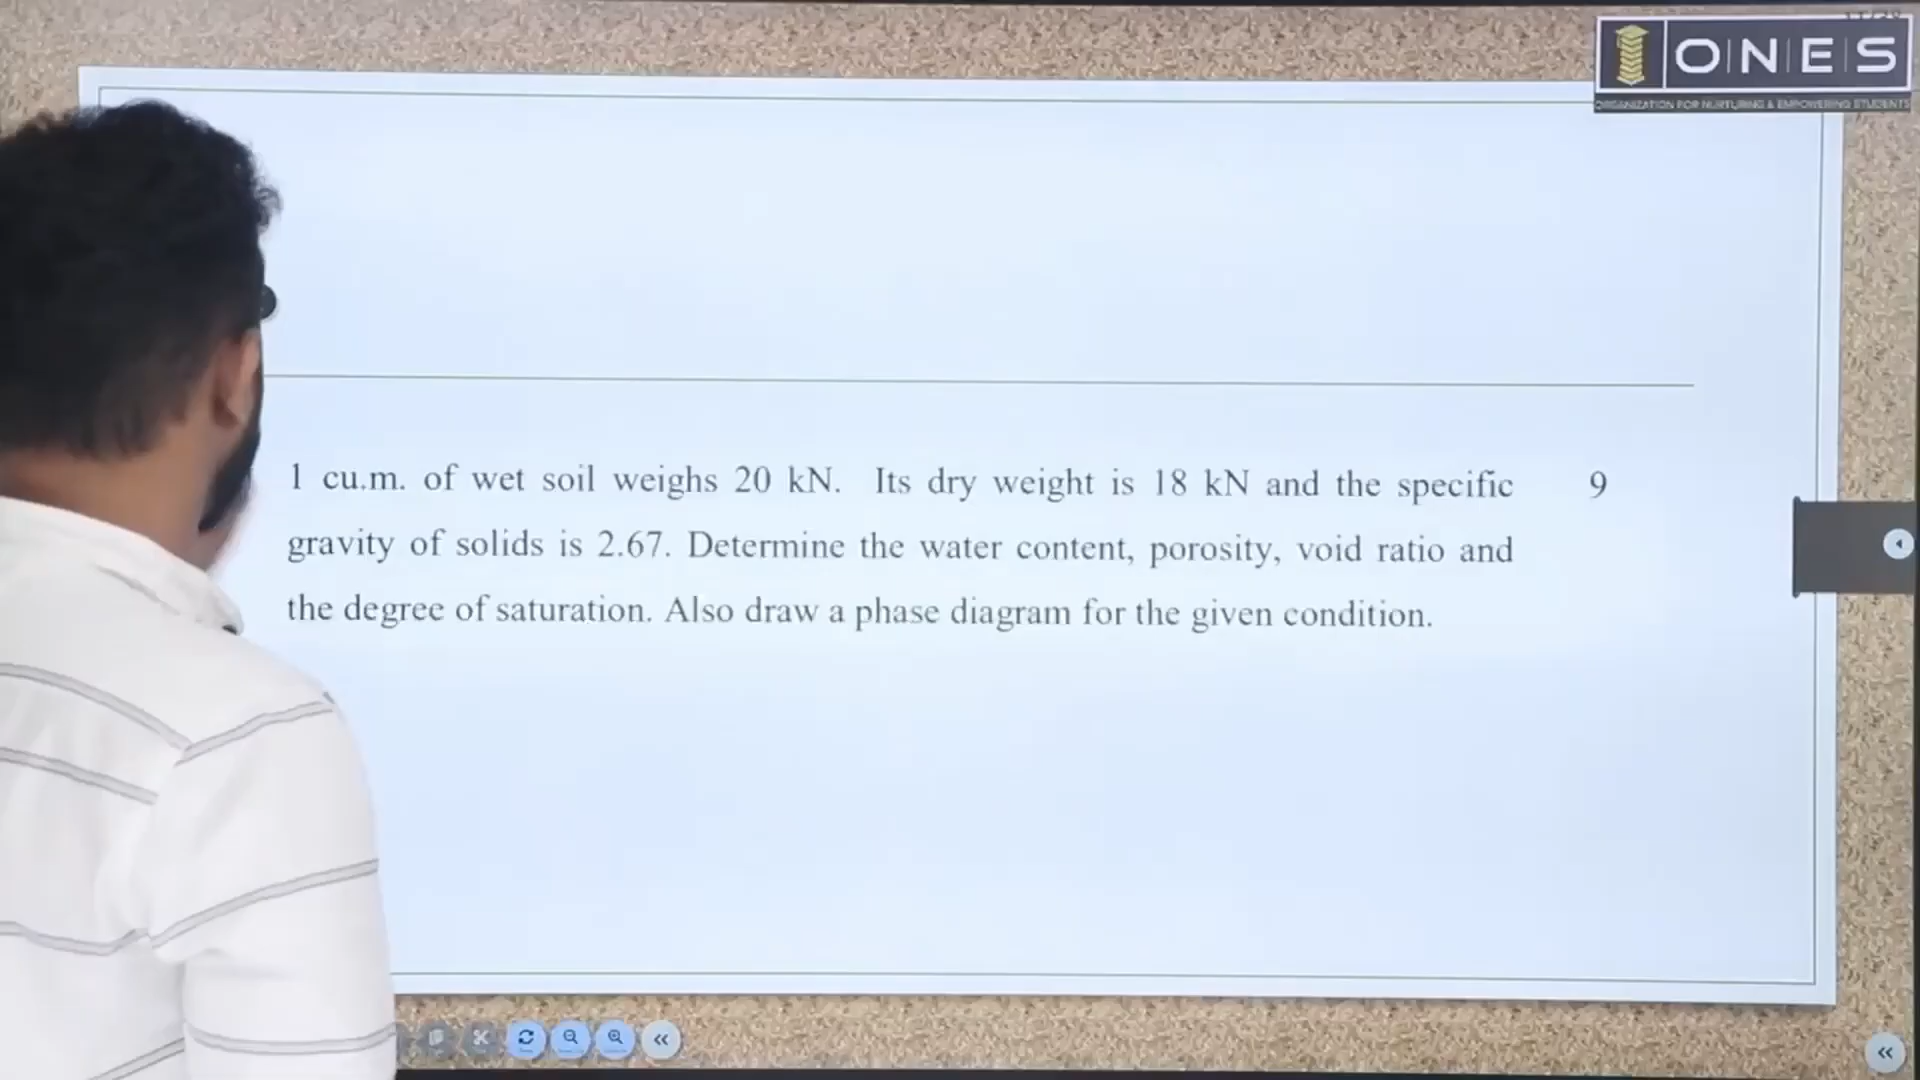 O|N|E|S
ORGANIZATION FOR NURTURING & EMPOWERING STUDENTS
1 cu.m. of wet soil weighs 20 kN. Its dry weight is 18 kN and the specific 9
gravity of solids is 2.67. Determine the water content, porosity, void ratio and
the degree of saturation. Also draw a phase diagram for the given condition.